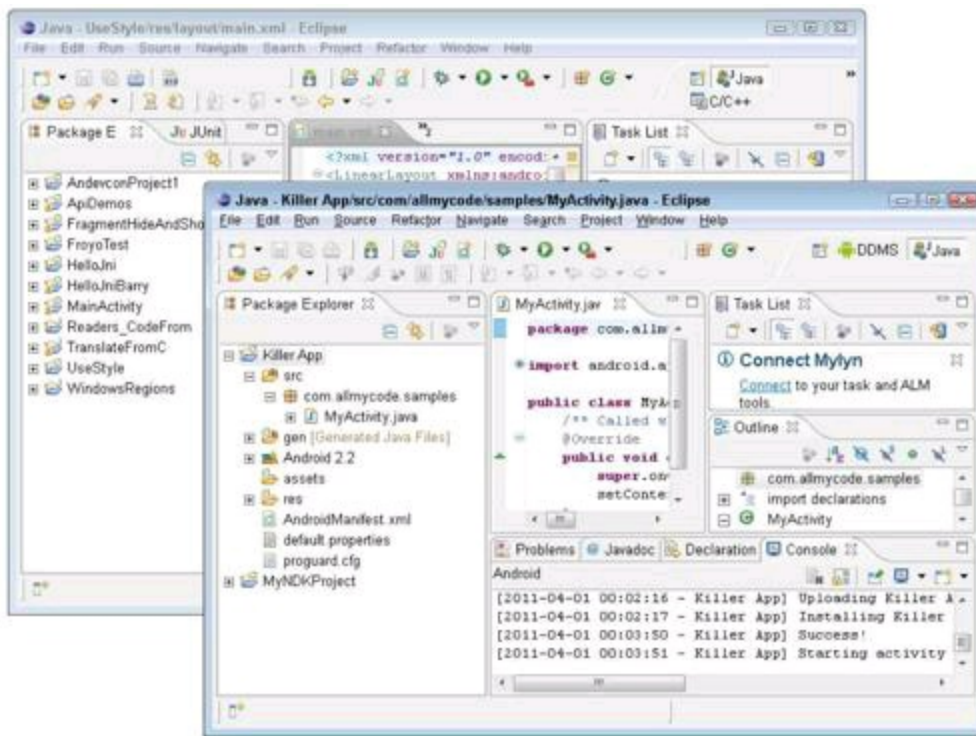 Java - UseStyle/res/layout/main.xml - Eclipse
File Edit Run Source Navigate Search Project Refactor Window Help
Java
C/C++
Package E
JUnit
main.xml
Task List
<?xml version="1.0" encod:
<LinearLayout xmlns:andro:
AndevconProject1
ApiDemos
FragmentHideAndSho
FroyoTest
HelloJni
HelloJniBarry
MainActivity
Readers_CodeFrom
TranslateFromC
UseStyle
WindowsRegions
Java - Killer App/src/com/allmycode/samples/MyActivity.java - Eclipse
File Edit Run Source Refactor Navigate Search Project Window Help
DDMS Java
Package Explorer
Killer App
src
com.allmycode.samples
MyActivity.java
gen [Generated Java Files]
Android 2.2
assets
res
AndroidManifest.xml
default.properties
proguard.cfg
MyNDKProject
MyActivity.jav
package com.allm
import android.a
public class MyAc
/** Called w
@Override
public void
super.on
setConte
Task List
Connect Mylyn
Connect to your task and ALM
tools.
Outline
com.allmycode.samples
import declarations
MyActivity
Problems Javadoc Declaration Console
Android
[2011-04-01 00:02:16 - Killer App] Uploading Killer A
[2011-04-01 00:02:17 - Killer App] Installing Killer
[2011-04-01 00:03:50 - Killer App] Success!
[2011-04-01 00:03:51 - Killer App] Starting activity